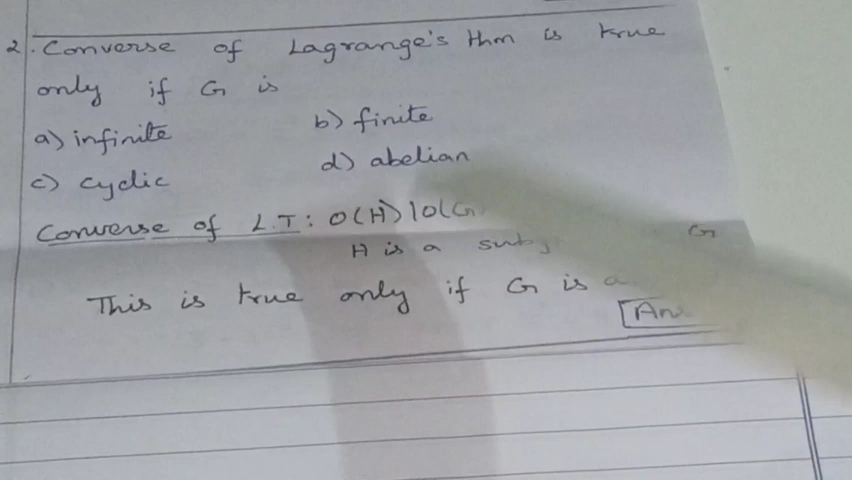 2. Converse of Lagrange's thm is true
only if G is
a) infinite b) finite
c) cyclic d) abelian
Converse of L.T: O(H)|O(G
H is a G
This is true only if G is a